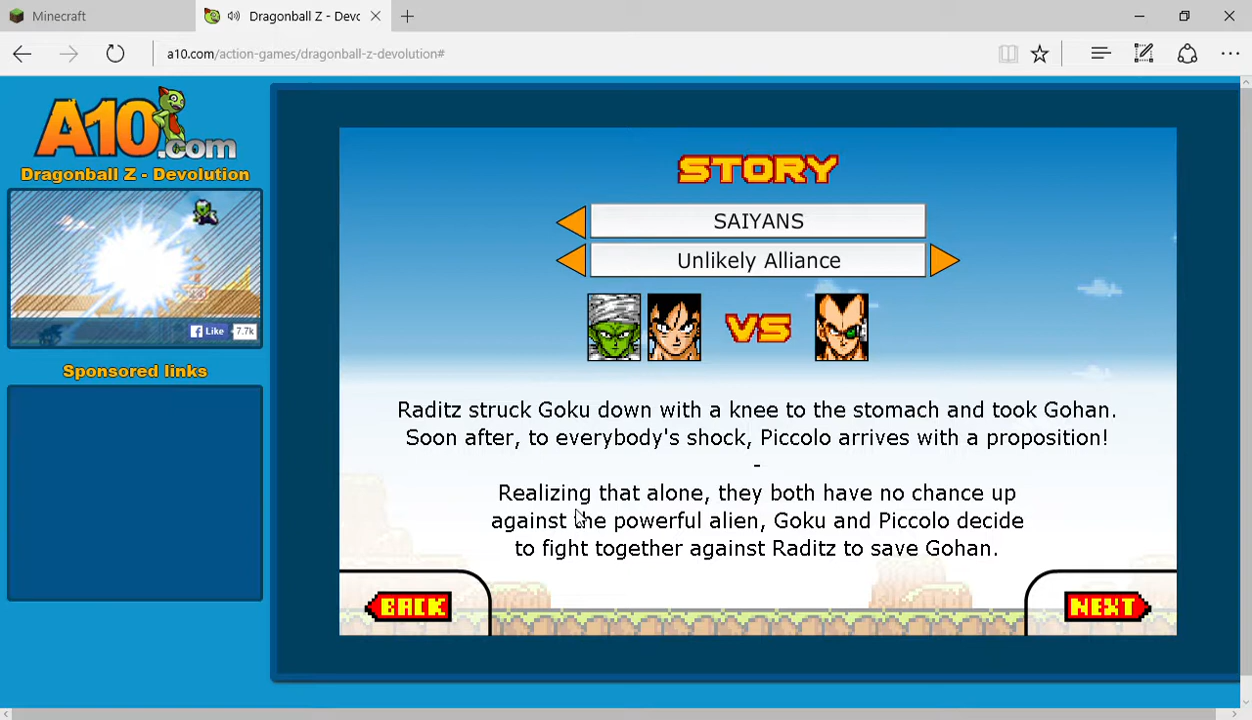 Minecraft
Dragonball Z - Devc
a10.com/action-games/dragonball-z-devolution#
A10.com
Dragonball Z - Devolution
Like 7.7k
Sponsored links
STORY
SAIYANS
Unlikely Alliance
VS
Raditz struck Goku down with a knee to the stomach and took Gohan.
Soon after, to everybody's shock, Piccolo arrives with a proposition!
-
Realizing that alone, they both have no chance up
against the powerful alien, Goku and Piccolo decide
to fight together against Raditz to save Gohan.
BACK
NEXT